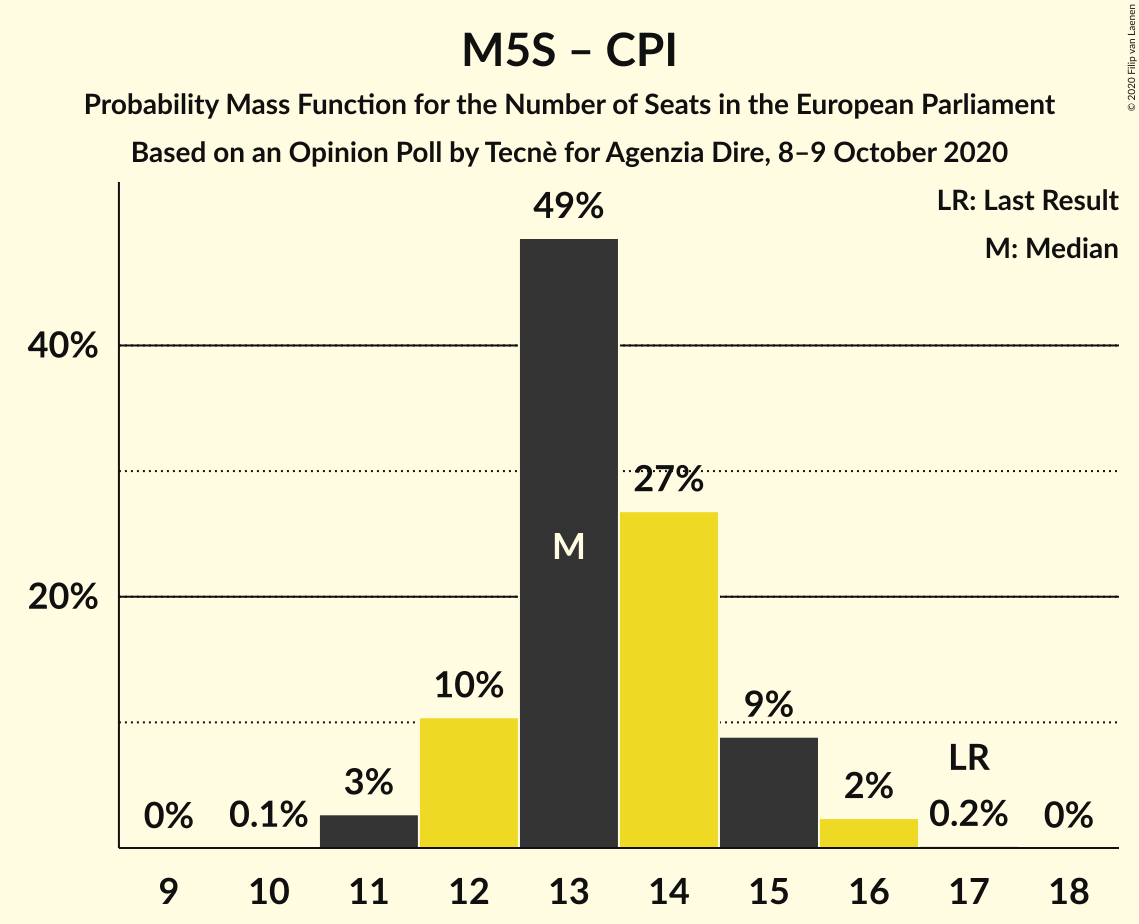 M5S – CPI
Probability Mass Function for the Number of Seats in the European Parliament
Based on an Opinion Poll by Tecnè for Agenzia Dire, 8–9 October 2020
© 2020 Filip van Laenen
LR: Last Result
M: Median
49%
40%
27%
M
20%
10%
9%
LR
3%
2%
0%
0.1%
0.2%
0%
9 10 11 12 13 14 15 16 17 18